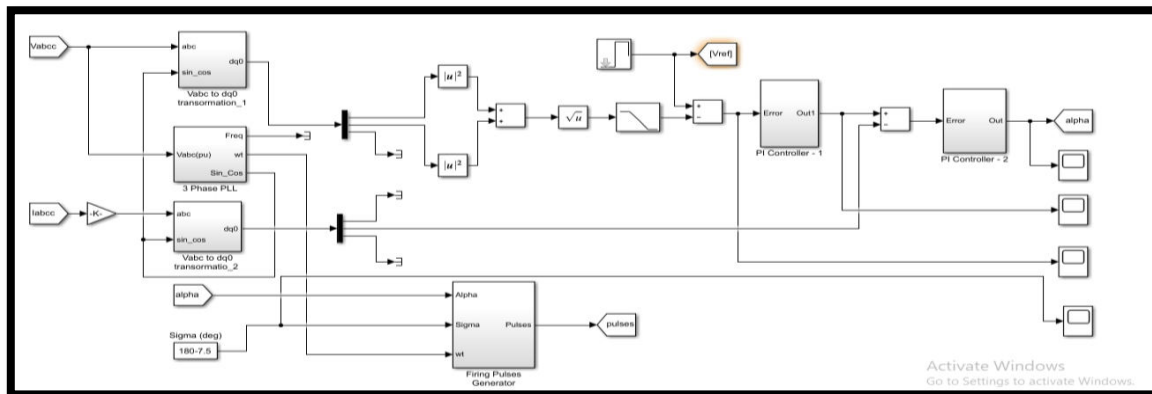 Vabcc
abc
sin_cos
dq0
Vabc to dq0
transormation_1
Vabc(pu)
Freq
wt
Sin_Cos
3 Phase PLL
Iabcc
-K-
abc
sin_cos
dq0
Vabc to dq0
transormatio_2
|u|²
|u|²
+
+
√u
[Vref]
+
−
Error
Out1
PI Controller - 1
+
−
Error
Out
PI Controller - 2
alpha
alpha
Sigma (deg)
180-7.5
Alpha
Sigma
wt
Pulses
Firing Pulses
Generator
pulses
Activate Windows
Go to Settings to activate Windows.